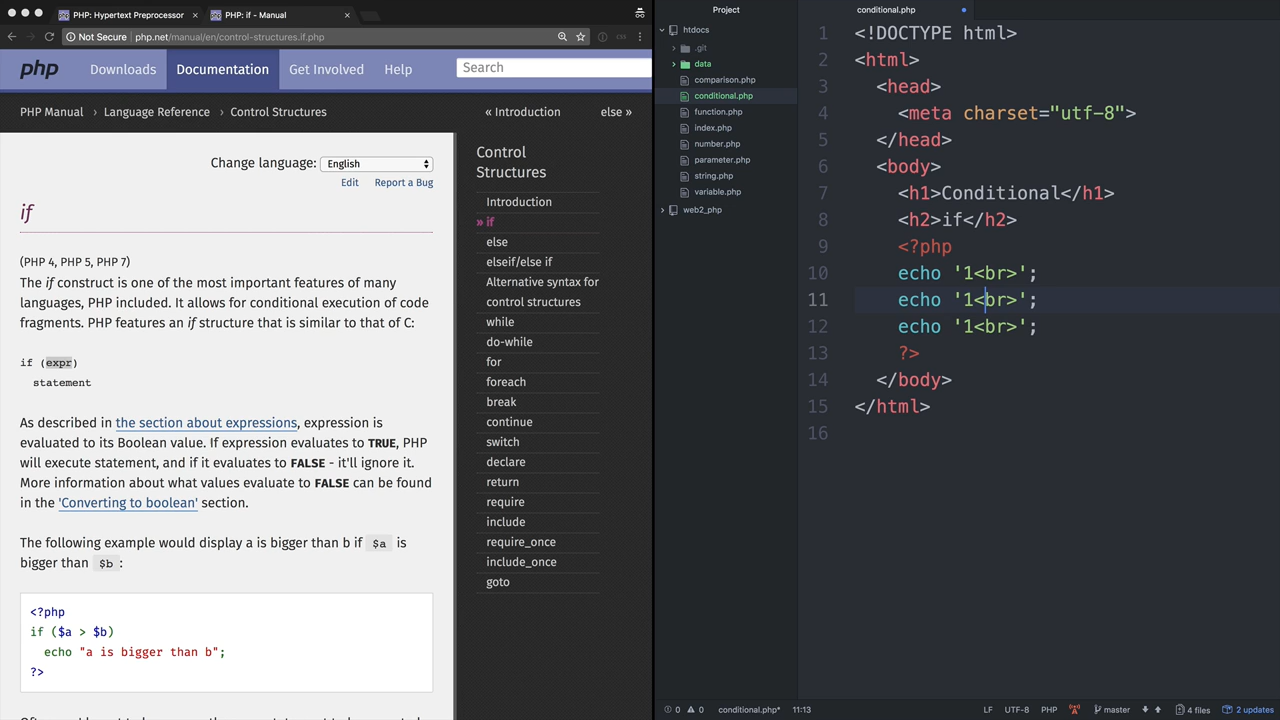 PHP: Hypertext Preprocessor ×
PHP: if - Manual ×
Not Secure | php.net/manual/en/control-structures.if.php
php Downloads Documentation Get Involved Help Search
PHP Manual › Language Reference › Control Structures « Introduction else »
Change language: English
Edit Report a Bug
if
(PHP 4, PHP 5, PHP 7)
The if construct is one of the most important features of many
languages, PHP included. It allows for conditional execution of code
fragments. PHP features an if structure that is similar to that of C:
if (expr)
statement
As described in the section about expressions, expression is
evaluated to its Boolean value. If expression evaluates to TRUE, PHP
will execute statement, and if it evaluates to FALSE - it'll ignore it.
More information about what values evaluate to FALSE can be found
in the 'Converting to boolean' section.
The following example would display a is bigger than b if $a is
bigger than $b :
<?php
if ($a > $b)
echo "a is bigger than b";
?>
Control
Structures
Introduction
» if
else
elseif/else if
Alternative syntax for
control structures
while
do-while
for
foreach
break
continue
switch
declare
return
require
include
require_once
include_once
goto
Project
htdocs
.git
data
comparison.php
conditional.php
function.php
index.php
number.php
parameter.php
string.php
variable.php
web2_php
conditional.php
1 <!DOCTYPE html>
2 <html>
3 <head>
4 <meta charset="utf-8">
5 </head>
6 <body>
7 <h1>Conditional</h1>
8 <h2>if</h2>
9 <?php
10 echo '1<br>';
11 echo '1<br>';
12 echo '1<br>';
13 ?>
14 </body>
15 </html>
16
0 0 conditional.php* 11:13 LF UTF-8 PHP master 4 files 2 updates